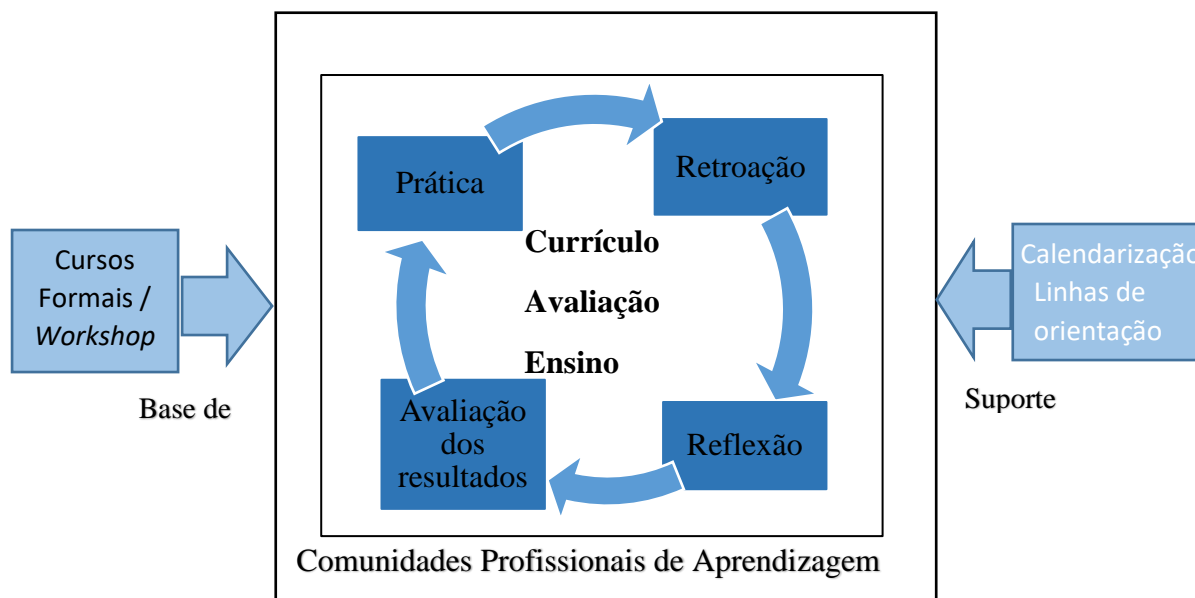 Prática
Retroação
Currículo
Avaliação
Ensino
Cursos
Formais /
Workshop
Base de
Calendarização
Linhas de
orientação
Suporte
Avaliação
dos
resultados
Reflexão
Comunidades Profissionais de Aprendizagem